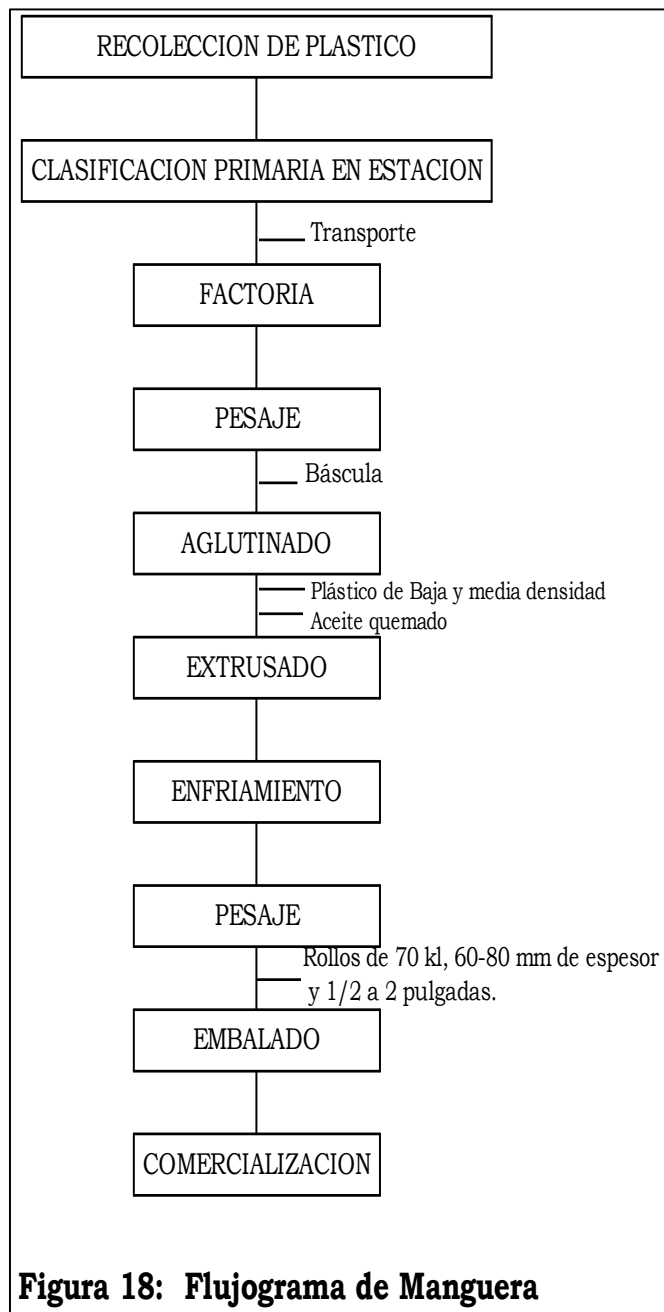 RECOLECCION DE PLASTICO
CLASIFICACION PRIMARIA EN ESTACION
Transporte
FACTORIA
PESAJE
Báscula
AGLUTINADO
Plástico de Baja y media densidad
Aceite quemado
EXTRUSADO
ENFRIAMIENTO
PESAJE
Rollos de 70 kl, 60-80 mm de espesor
y 1/2 a 2 pulgadas.
EMBALADO
COMERCIALIZACION
Figura 18: Flujograma de Manguera